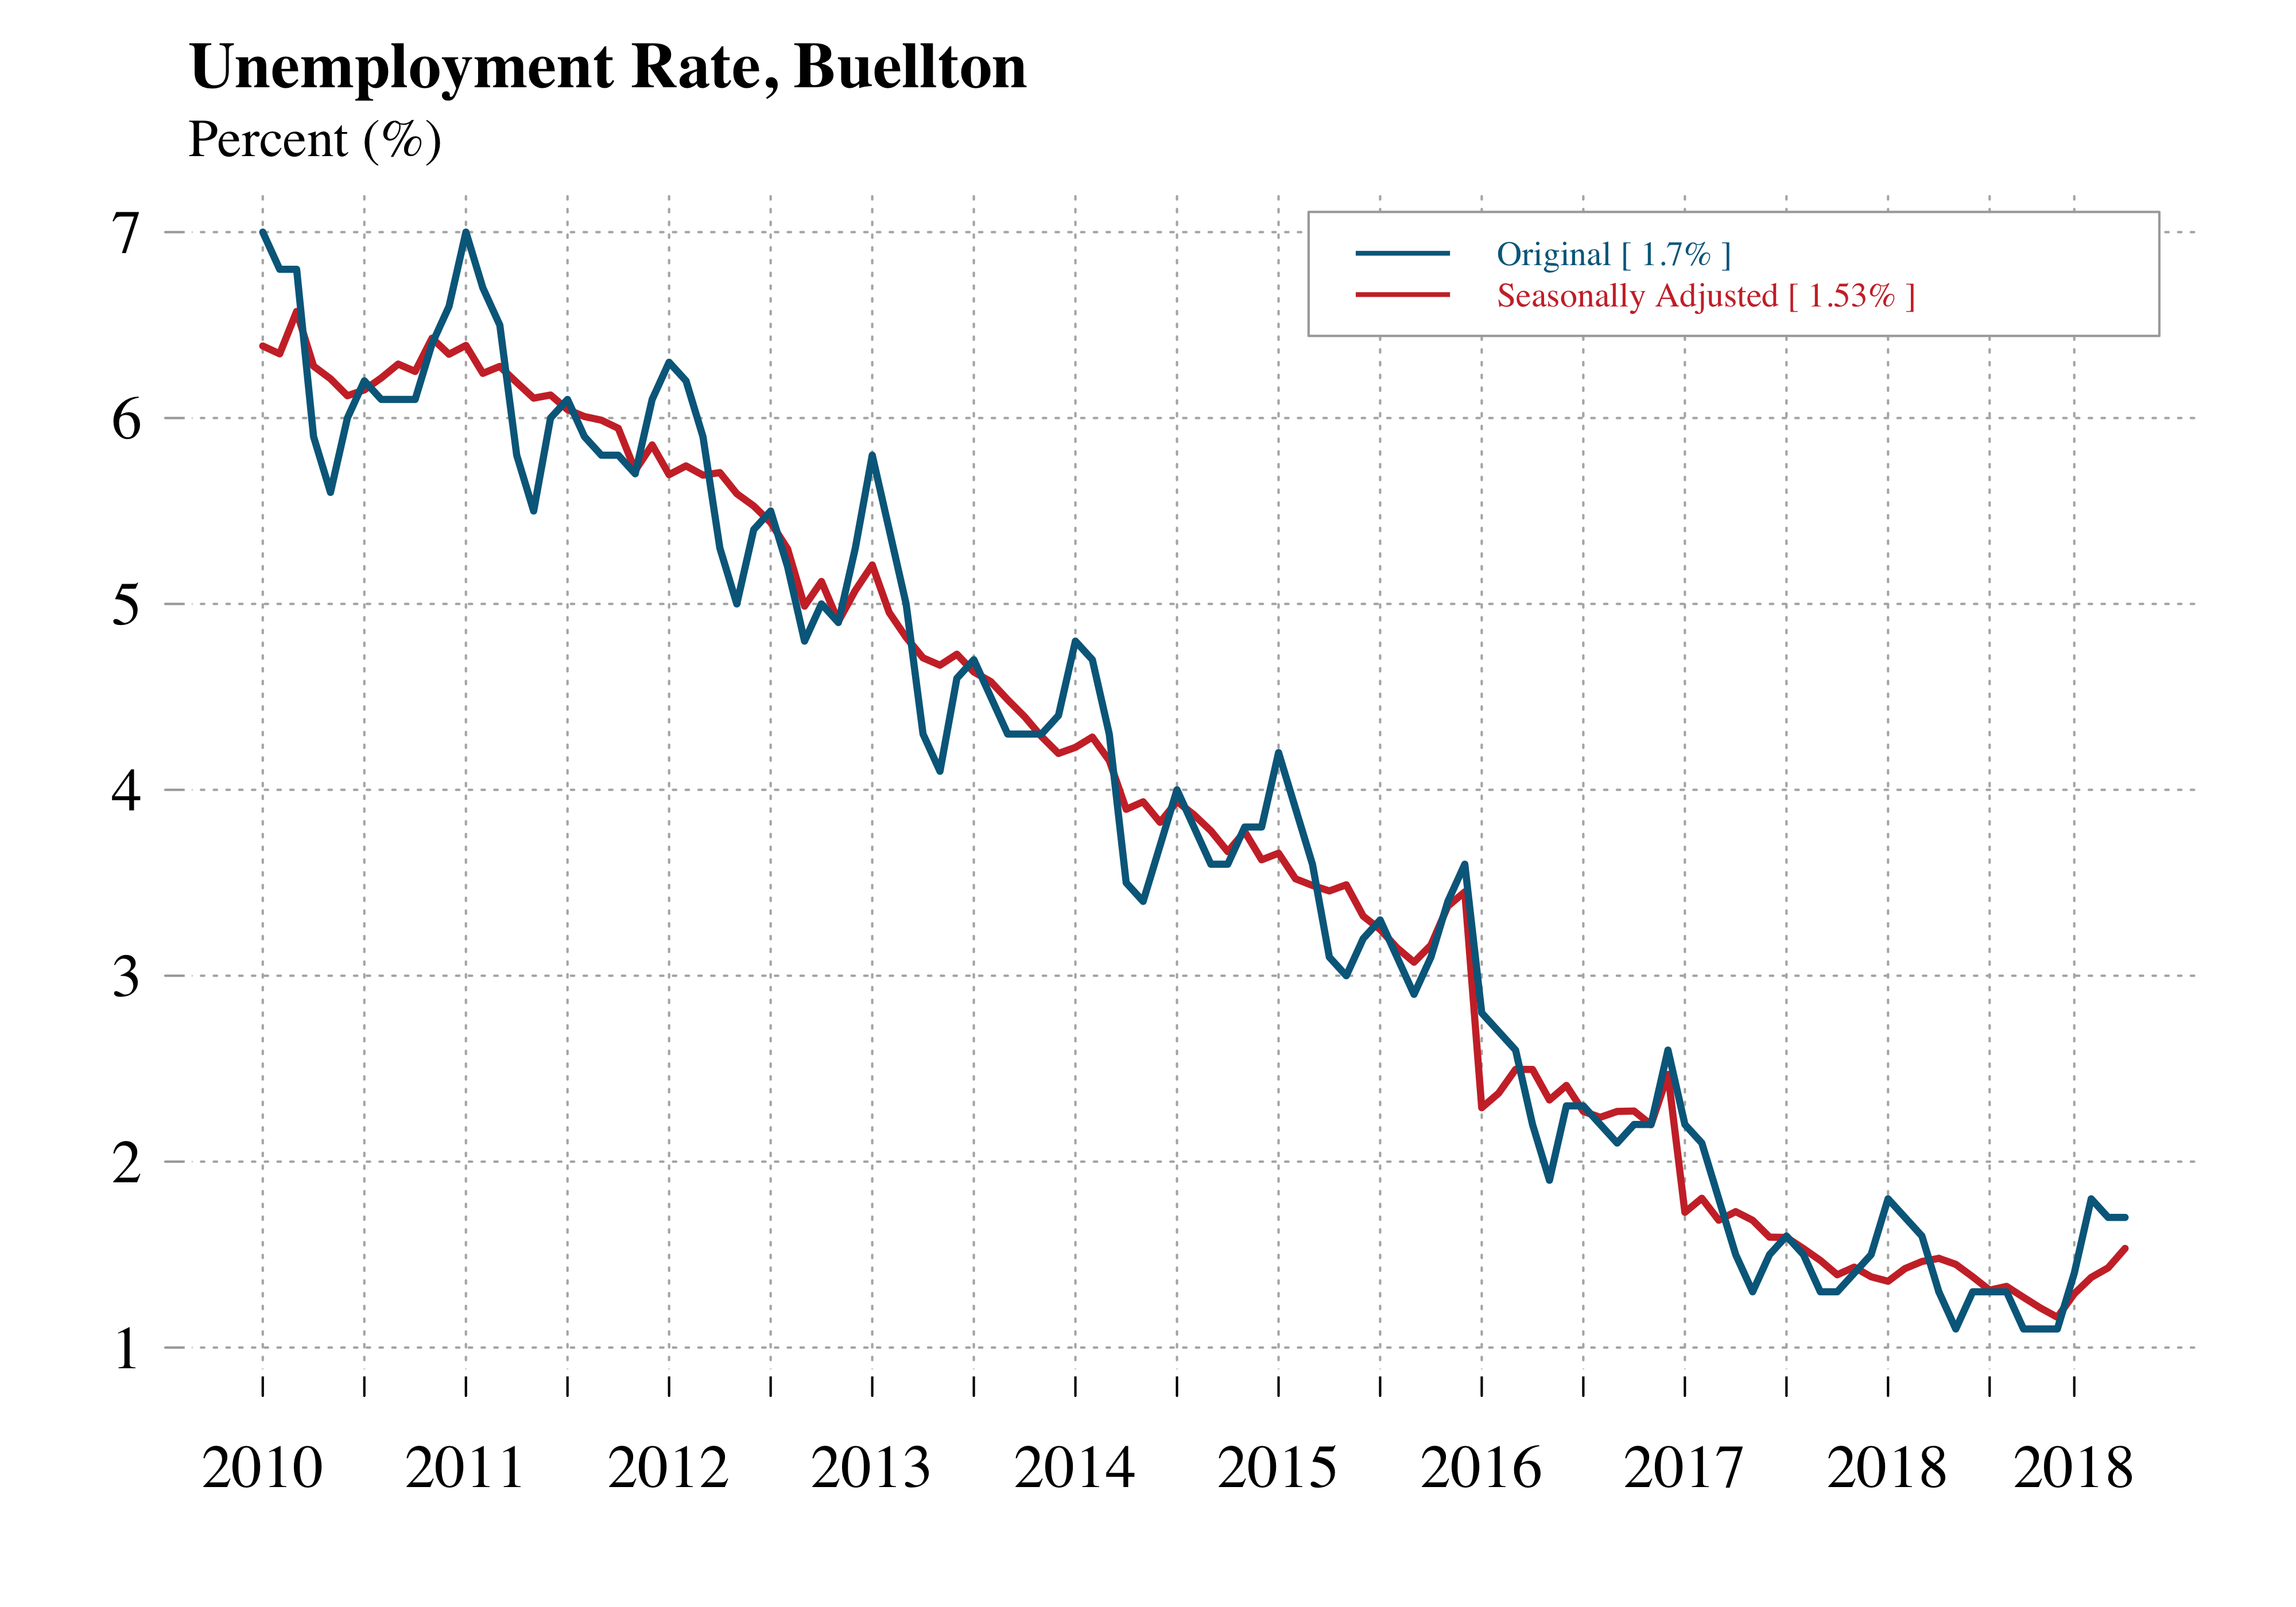 Unemployment Rate, Buellton
Percent (%)
Original [ 1.7% ]
Seasonally Adjusted [ 1.53% ]
7
6
5
4
3
2
1
2010 2011 2012 2013 2014 2015 2016 2017 2018 2018